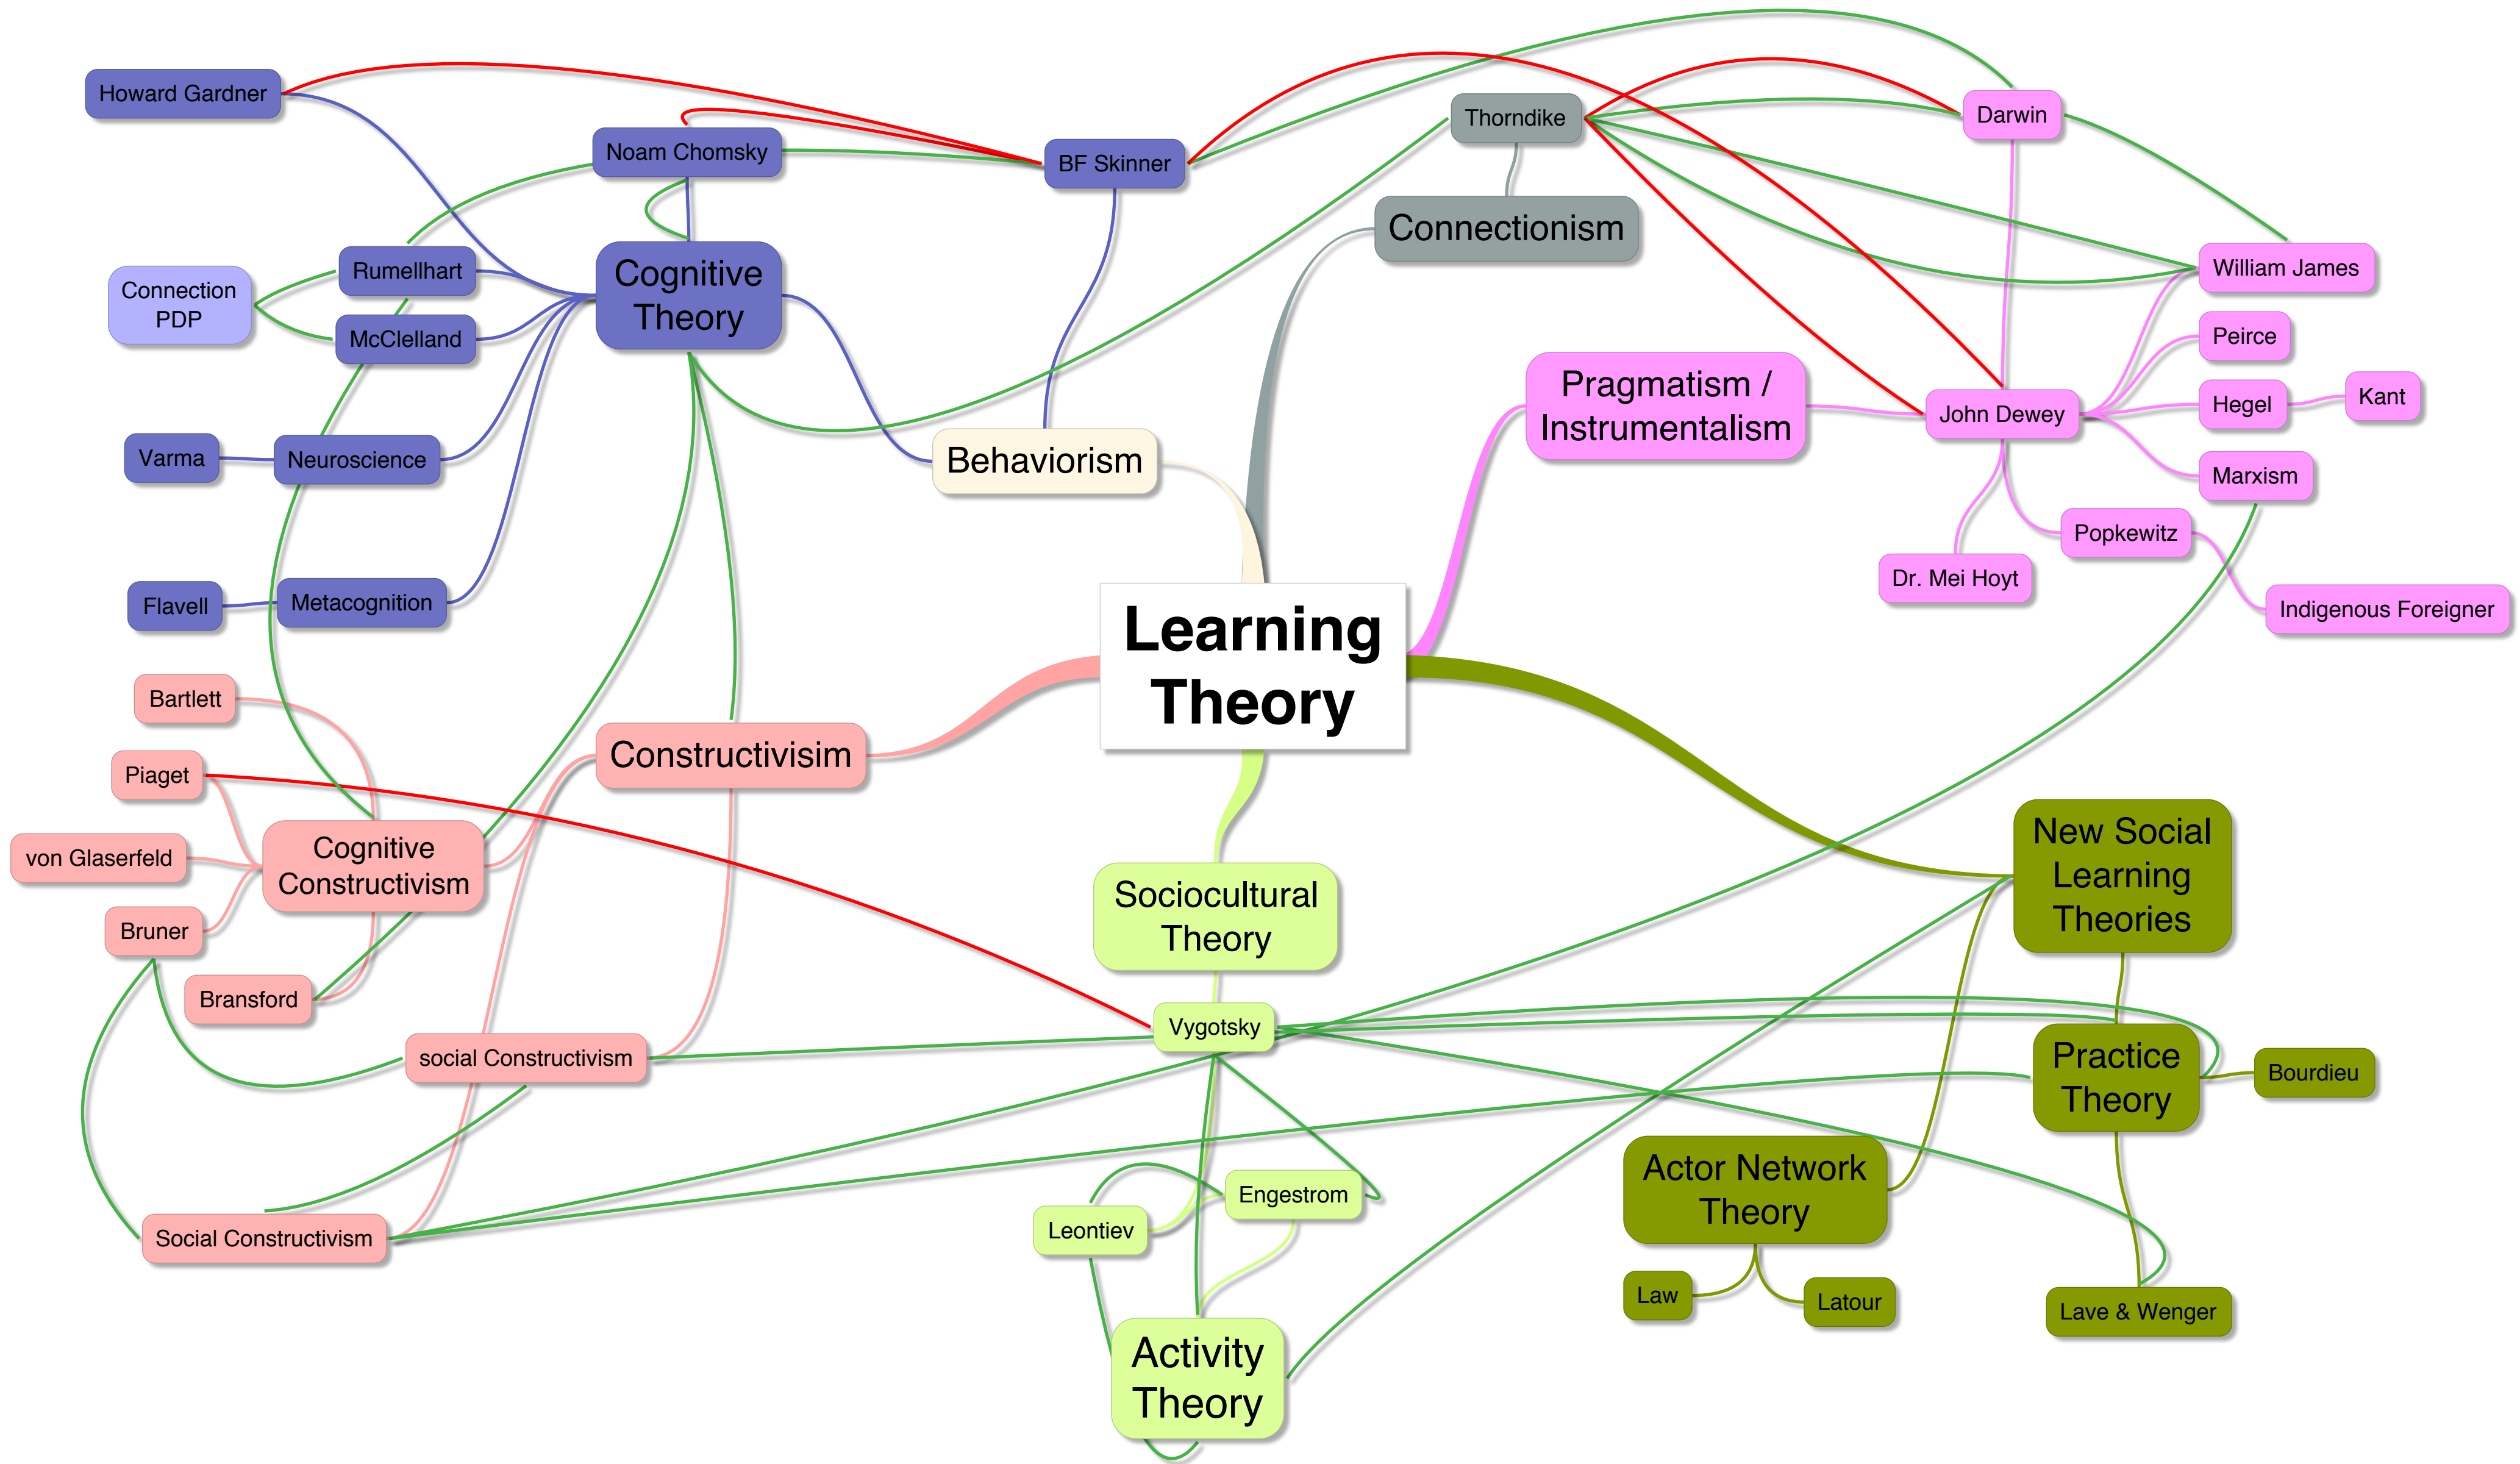 Howard Gardner
Noam Chomsky
BF Skinner
Thorndike
Darwin
Connectionism
William James
Cognitive
Theory
Rumellhart
Connection
PDP
McClelland
Peirce
Pragmatism /
Instrumentalism
John Dewey
Hegel
Kant
Varma
Neuroscience
Behaviorism
Marxism
Popkewitz
Dr. Mei Hoyt
Indigenous Foreigner
Flavell
Metacognition
Learning
Theory
Bartlett
Piaget
Constructivisim
von Glaserfeld
Cognitive
Constructivism
Bruner
Bransford
social Constructivism
Social Constructivism
Sociocultural
Theory
Vygotsky
New Social
Learning
Theories
Practice
Theory
Bourdieu
Actor Network
Theory
Engestrom
Leontiev
Law
Latour
Lave & Wenger
Activity
Theory